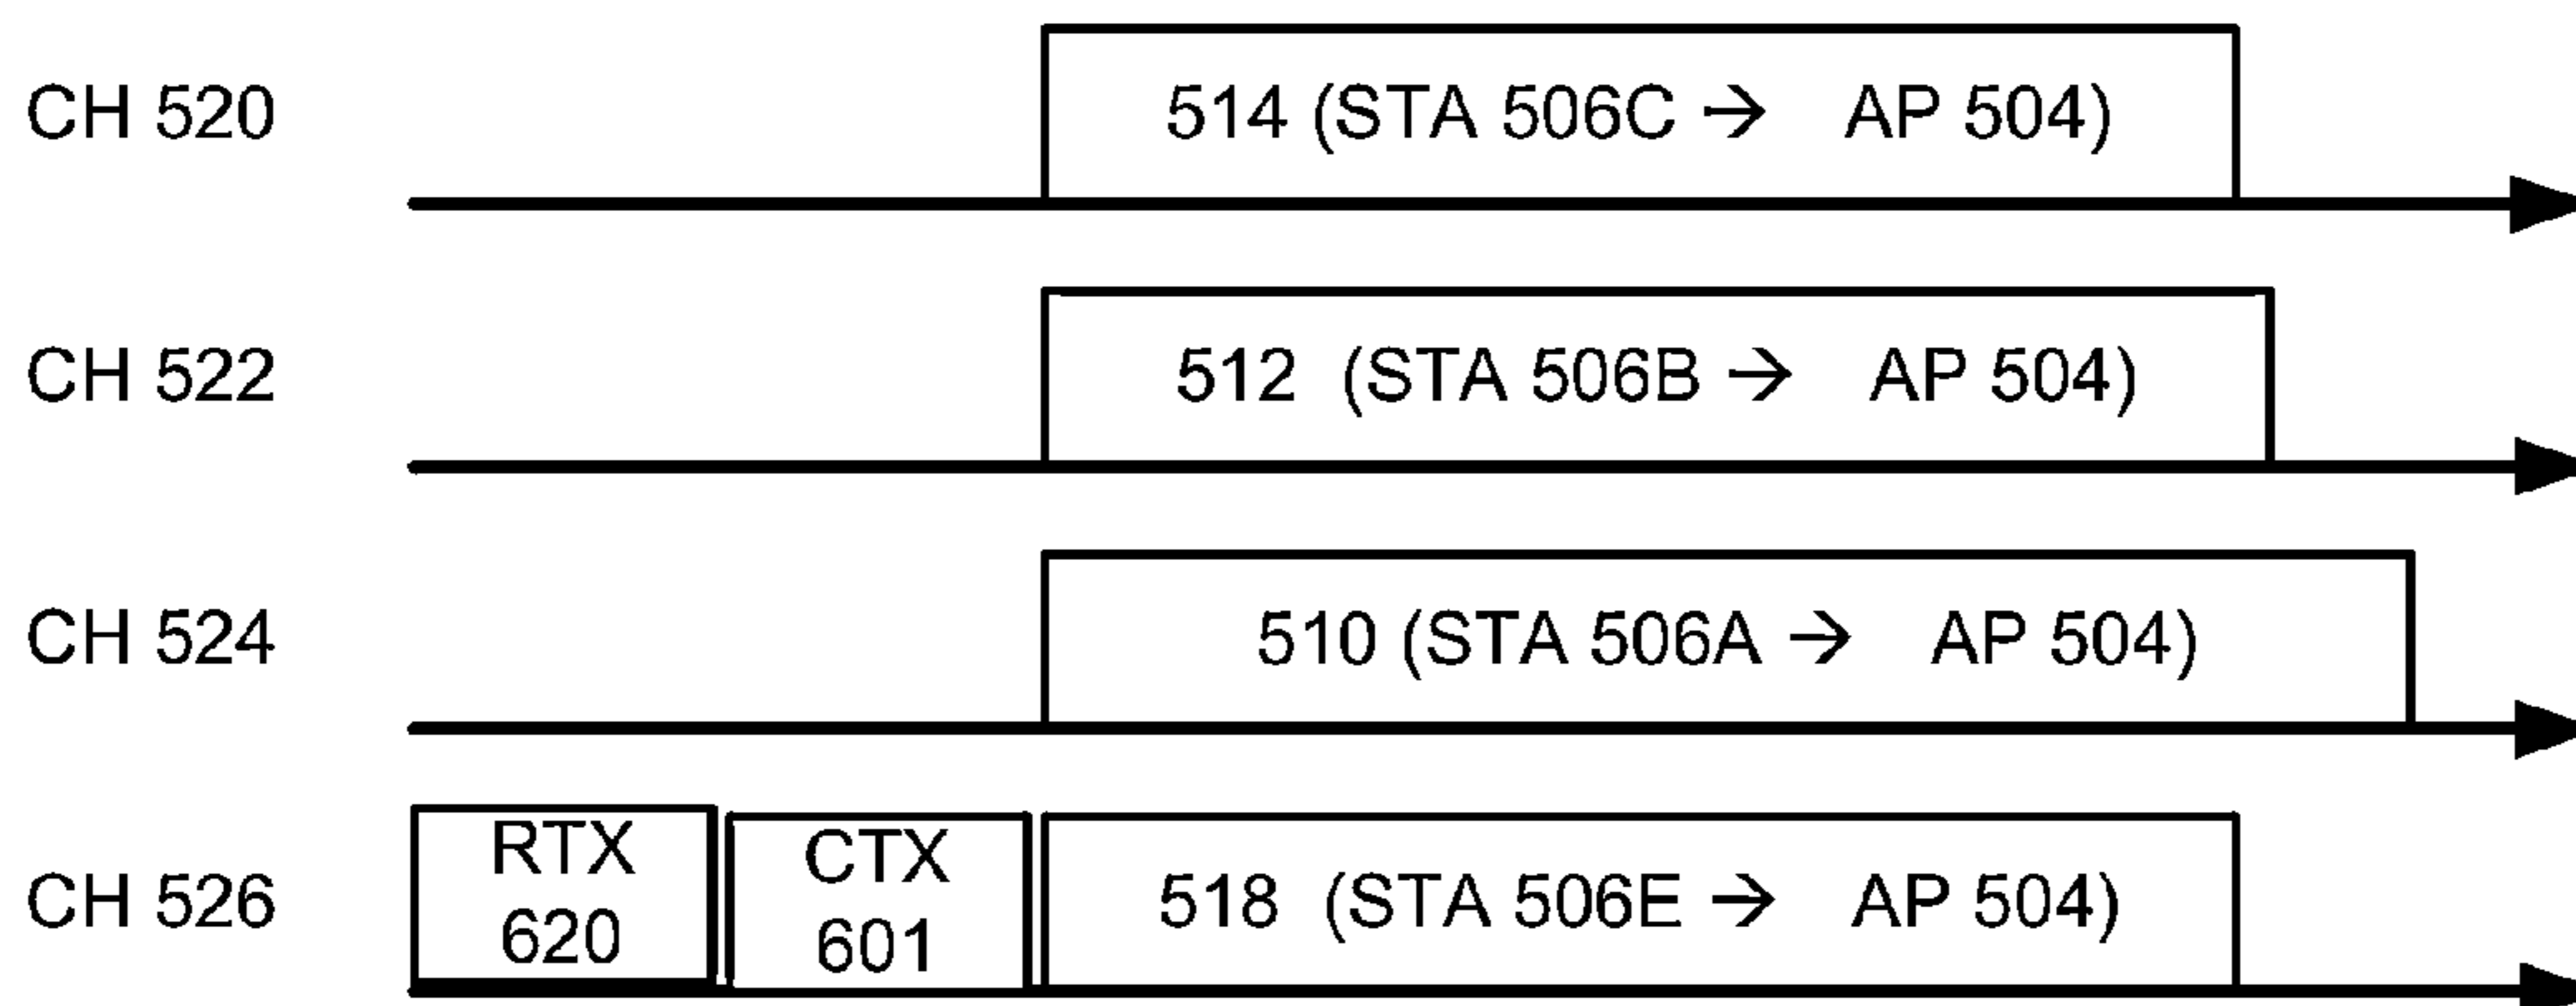 CH 520
514 (STA 506C → AP 504)
CH 522
512 (STA 506B → AP 504)
CH 524
510 (STA 506A → AP 504)
CH 526
RTX
620
CTX
601
518 (STA 506E → AP 504)